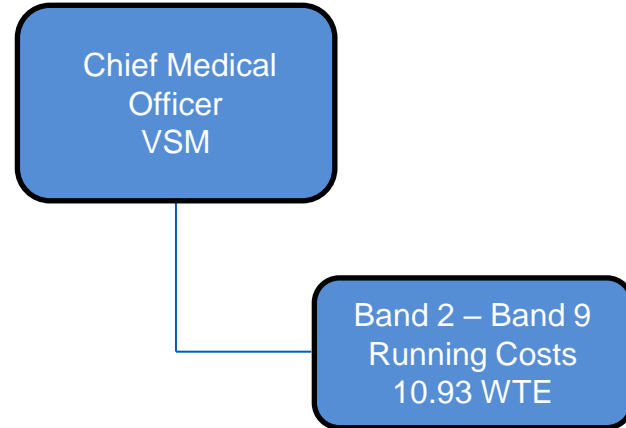 Chief Medical
Officer
VSM
Band 2 – Band 9
Running Costs
10.93 WTE